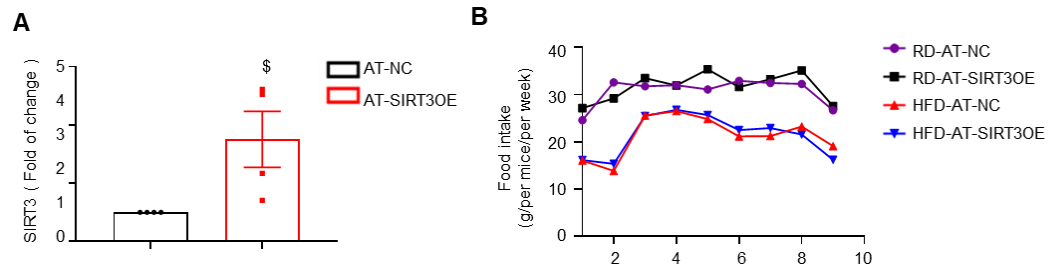 A
SIRT3 ( Fold of change )
5
4
3
2
1
0
$
AT-NC
AT-SIRT3OE
B
Food intake
(g/per mice/per week)
40
30
20
10
0
2
4
6
8
10
RD-AT-NC
RD-AT-SIRT3OE
HFD-AT-NC
HFD-AT-SIRT3OE